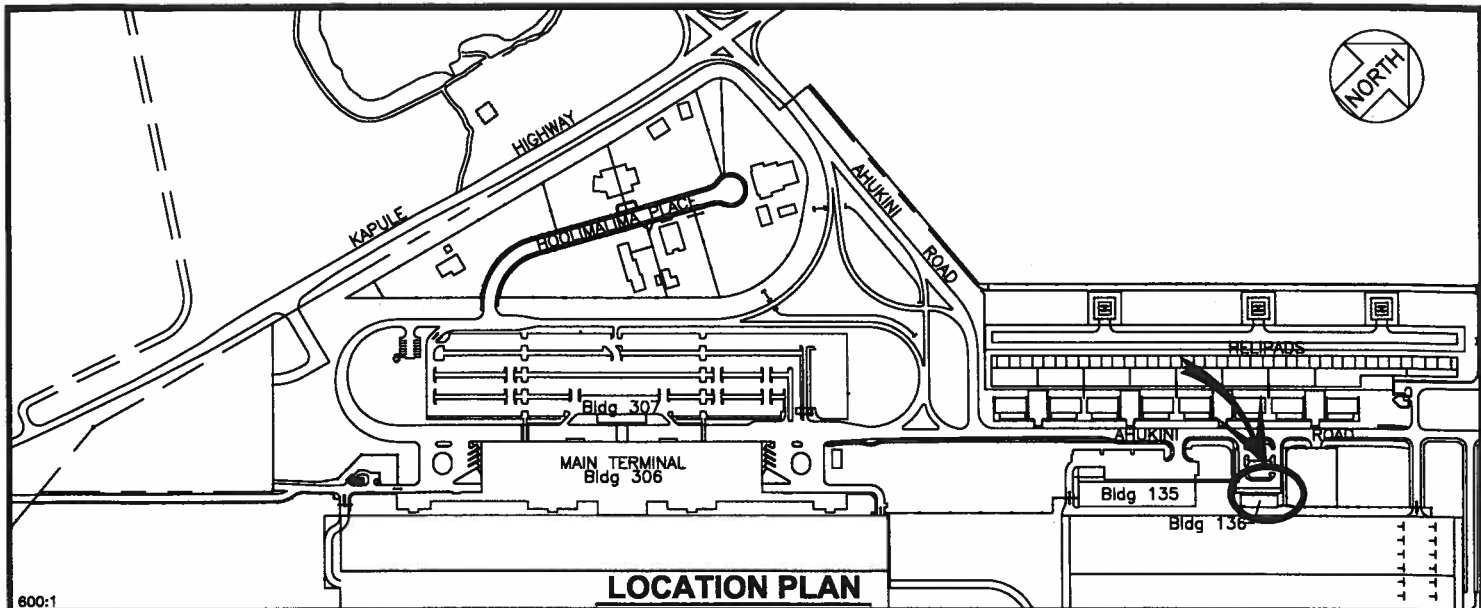 NORTH
HIGHWAY
KAPULE
HOOLIMALIMA PLACE
AHUKINI
ROAD
HELIPADS
Bldg 307
AHUKINI
ROAD
MAIN TERMINAL
Bldg 306
Bldg 135
Bldg 136
LOCATION PLAN
600:1